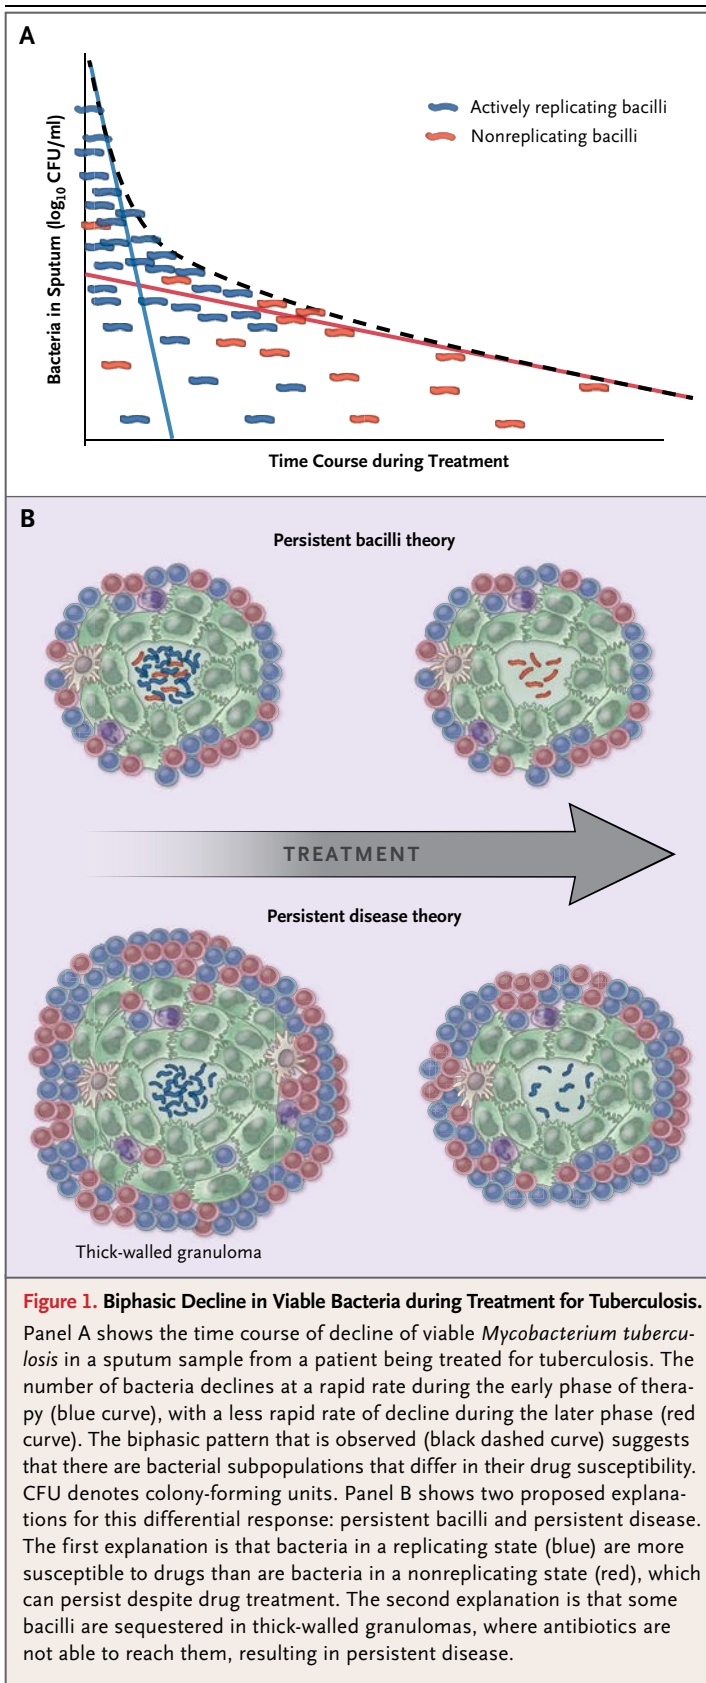 A
Bacteria in Sputum (log10 CFU/ml)
Actively replicating bacilli
Nonreplicating bacilli
Time Course during Treatment
B
Persistent bacilli theory
TREATMENT
Persistent disease theory
Thick-walled granuloma
Figure 1. Biphasic Decline in Viable Bacteria during Treatment for Tuberculosis.
Panel A shows the time course of decline of viable Mycobacterium tubercu-
losis in a sputum sample from a patient being treated for tuberculosis. The
number of bacteria declines at a rapid rate during the early phase of thera-
py (blue curve), with a less rapid rate of decline during the later phase (red
curve). The biphasic pattern that is observed (black dashed curve) suggests
that there are bacterial subpopulations that differ in their drug susceptibility.
CFU denotes colony-forming units. Panel B shows two proposed explana-
tions for this differential response: persistent bacilli and persistent disease.
The first explanation is that bacteria in a replicating state (blue) are more
susceptible to drugs than are bacteria in a nonreplicating state (red), which
can persist despite drug treatment. The second explanation is that some
bacilli are sequestered in thick-walled granulomas, where antibiotics are
not able to reach them, resulting in persistent disease.